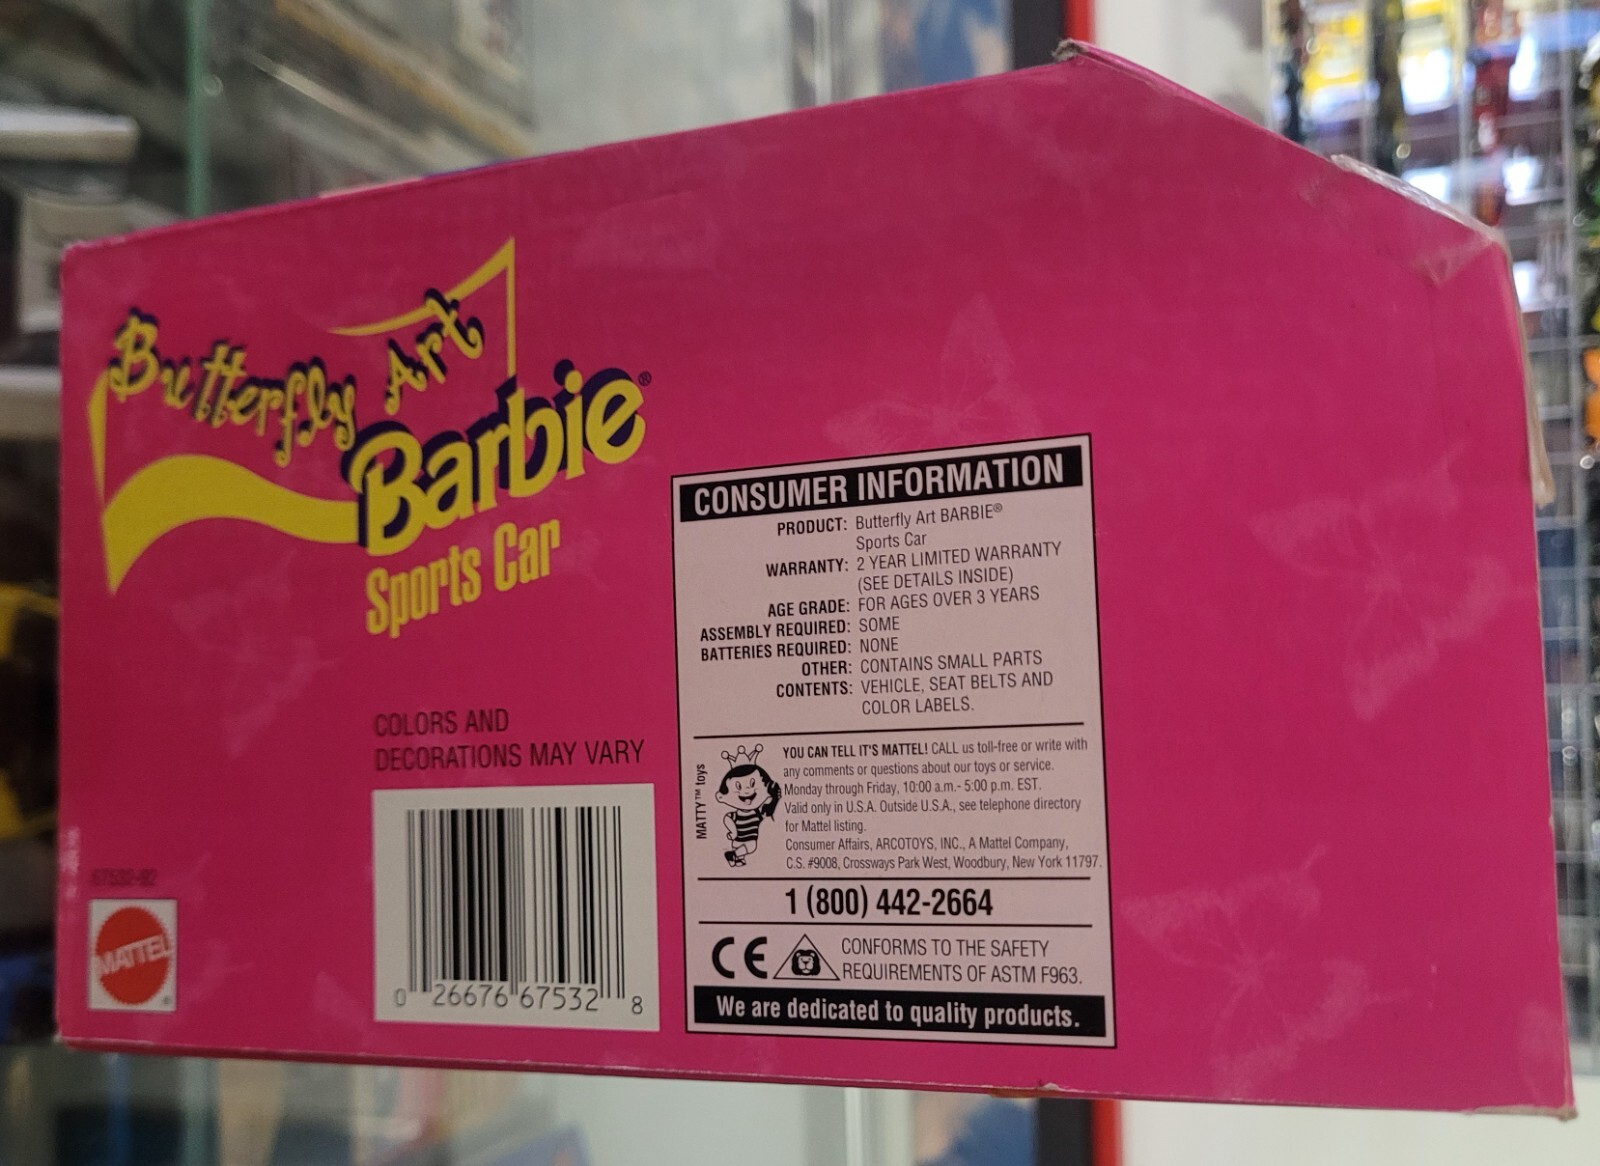 Butterfly Art
Barbie®
Sports Car
COLORS AND
DECORATIONS MAY VARY
67532-92
MATTEL
®
0 26676 67532 8
CONSUMER INFORMATION
PRODUCT: Butterfly Art BARBIE®
Sports Car
WARRANTY: 2 YEAR LIMITED WARRANTY
(SEE DETAILS INSIDE)
AGE GRADE: FOR AGES OVER 3 YEARS
ASSEMBLY REQUIRED: SOME
BATTERIES REQUIRED: NONE
OTHER: CONTAINS SMALL PARTS
CONTENTS: VEHICLE, SEAT BELTS AND
COLOR LABELS.
MATTY™ toys
YOU CAN TELL IT'S MATTEL! CALL us toll-free or write with
any comments or questions about our toys or service.
Monday through Friday, 10:00 a.m.- 5:00 p.m. EST.
Valid only in U.S.A. Outside U.S.A., see telephone directory
for Mattel listing.
Consumer Affairs, ARCOTOYS, INC., A Mattel Company,
C.S. #9008, Crossways Park West, Woodbury, New York 11797.
1 (800) 442-2664
CE
CONFORMS TO THE SAFETY
REQUIREMENTS OF ASTM F963.
We are dedicated to quality products.